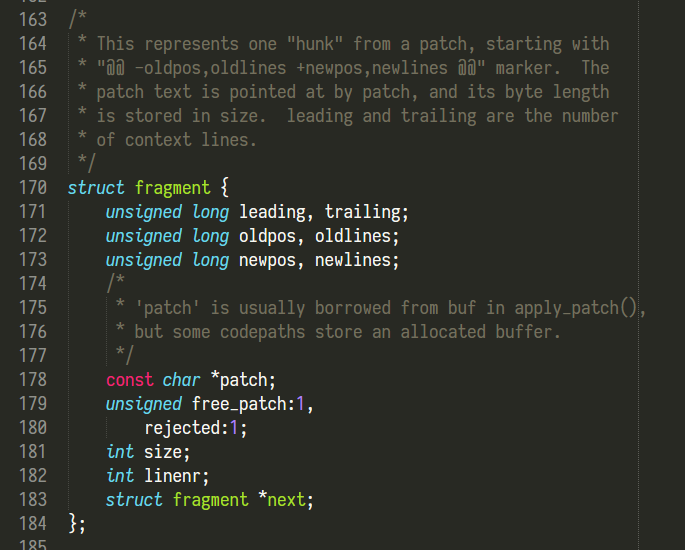 163 /*
164  * This represents one "hunk" from a patch, starting with
165  * "@@ -oldpos,oldlines +newpos,newlines @@" marker.  The
166  * patch text is pointed at by patch, and its byte length
167  * is stored in size.  leading and trailing are the number
168  * of context lines.
169  */
170 struct fragment {
171     unsigned long leading, trailing;
172     unsigned long oldpos, oldlines;
173     unsigned long newpos, newlines;
174     /*
175      * 'patch' is usually borrowed from buf in apply_patch(),
176      * but some codepaths store an allocated buffer.
177      */
178     const char *patch;
179     unsigned free_patch:1,
180         rejected:1;
181     int size;
182     int linenr;
183     struct fragment *next;
184 };
185